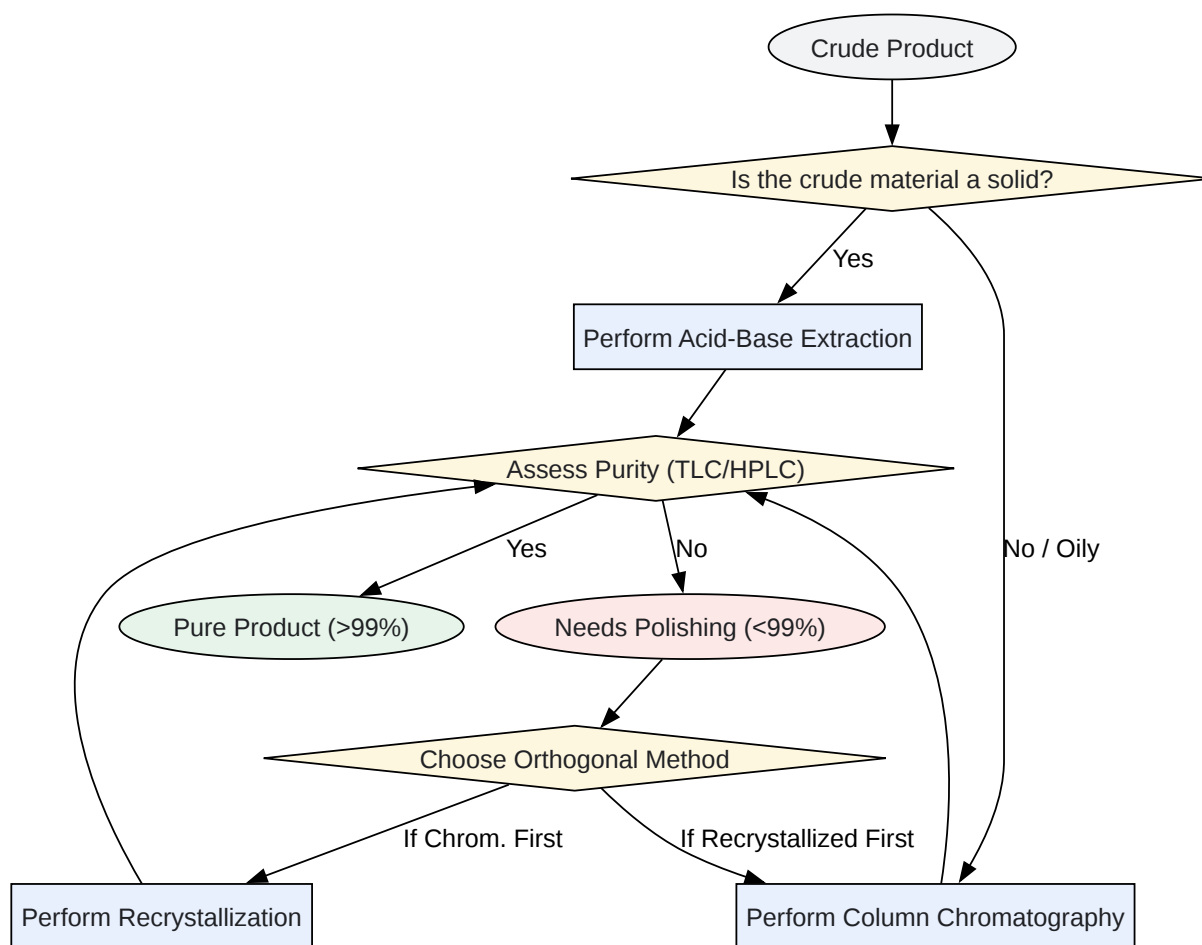 Crude Product
Is the crude material a solid?
Yes
Perform Acid-Base Extraction
Assess Purity (TLC/HPLC)
Yes
No
No / Oily
Pure Product (>99%)
Needs Polishing (<99%)
Choose Orthogonal Method
If Chrom. First
If Recrystallized First
Perform Recrystallization
Perform Column Chromatography